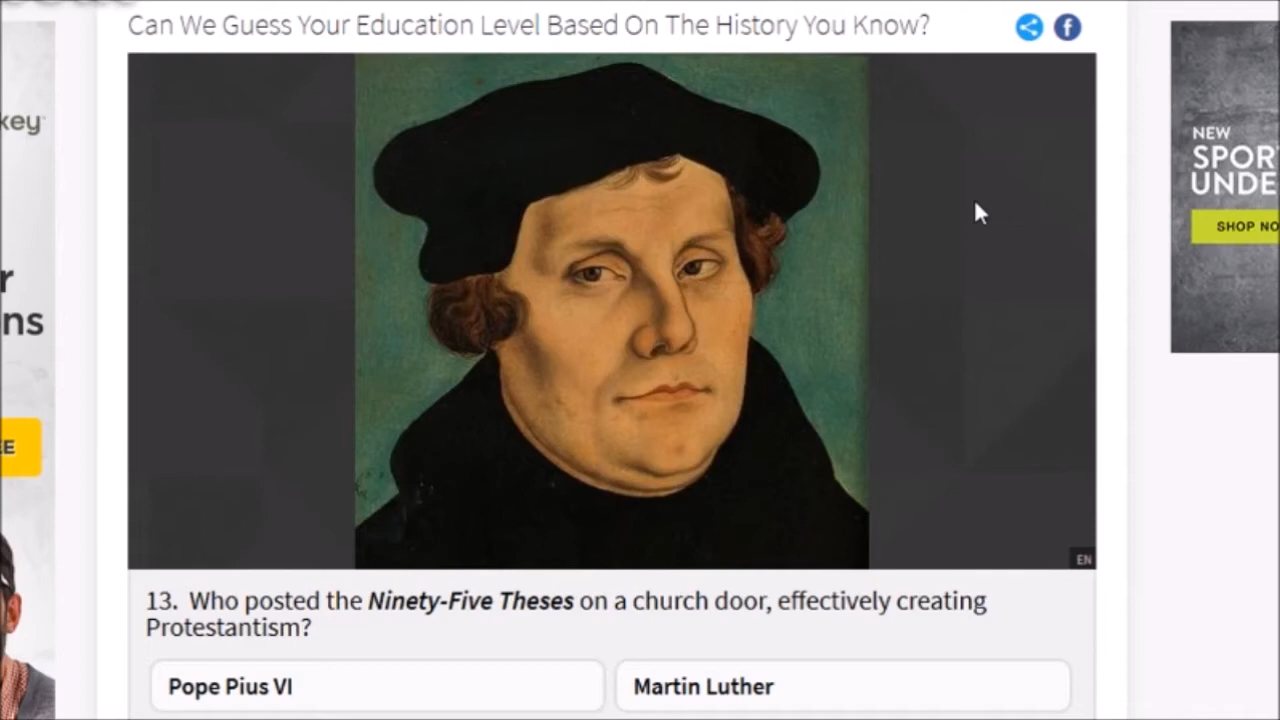 Can We Guess Your Education Level Based On The History You Know?
key
NEW
SPOR
UNDE
SHOP NO
r
ns
E
EN
13. Who posted the Ninety-Five Theses on a church door, effectively creating
Protestantism?
Pope Pius VI
Martin Luther